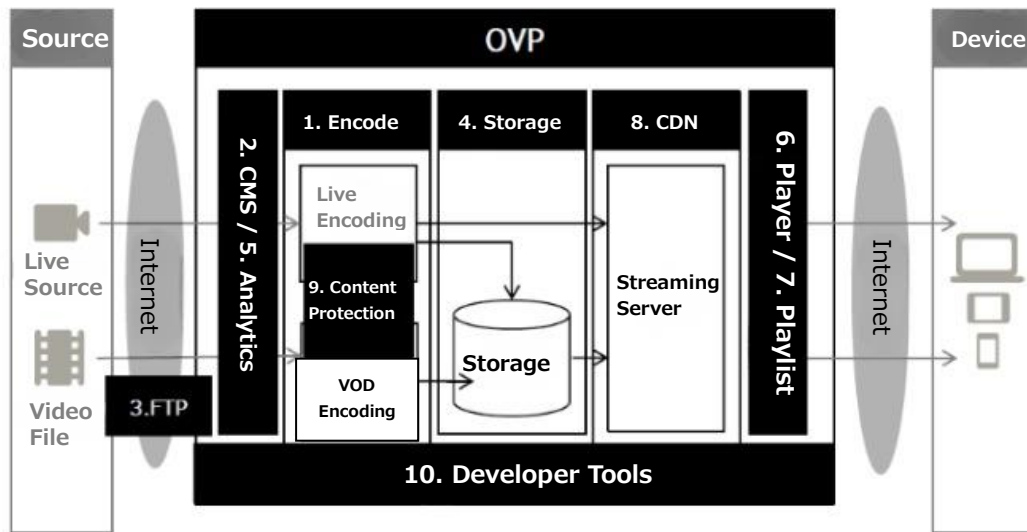 Source
OVP
Device
1. Encode
4. Storage
8. CDN
2. CMS / 5. Analytics
6. Player / 7. Playlist
Live
Encoding
Internet
Internet
Live
Source
9. Content
Protection
Streaming
Server
Storage
VOD
Encoding
3.FTP
Video
File
10. Developer Tools